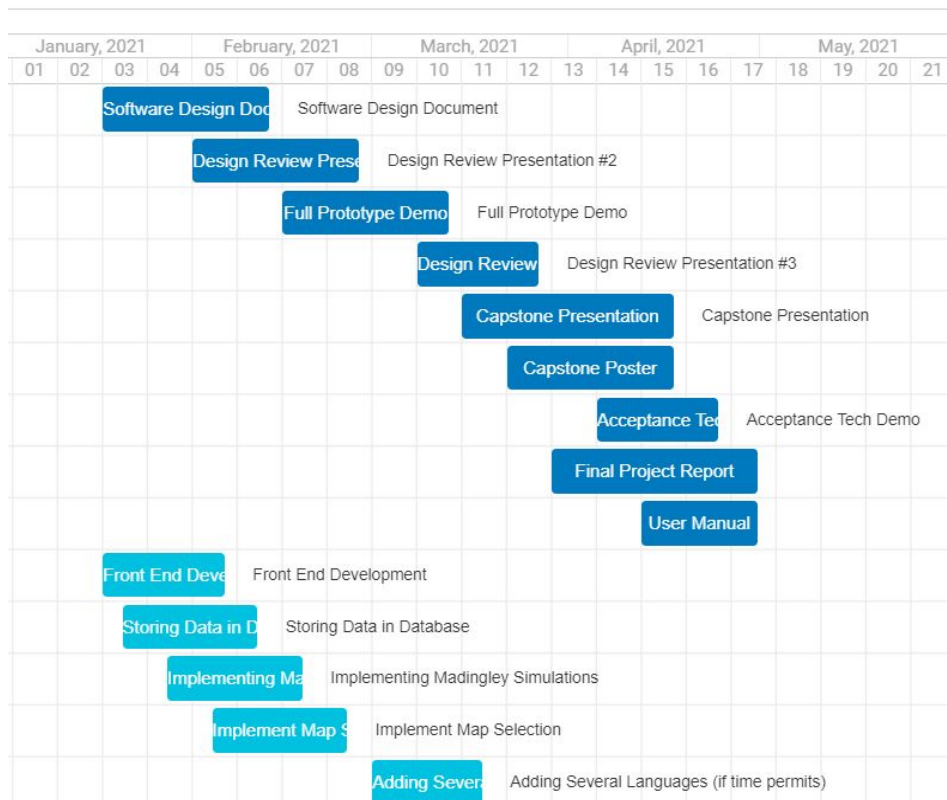 January, 2021 February, 2021 March, 2021 April, 2021 May, 2021
01 02 03 04 05 06 07 08 09 10 11 12 13 14 15 16 17 18 19 20 21
Software Design Doc Software Design Document
Design Review Prese Design Review Presentation #2
Full Prototype Demo Full Prototype Demo
Design Review Design Review Presentation #3
Capstone Presentation Capstone Presentation
Capstone Poster
Acceptance Tec Acceptance Tech Demo
Final Project Report
User Manual
Front End Deve Front End Development
Storing Data in D Storing Data in Database
Implementing Ma Implementing Madingley Simulations
Implement Map S Implement Map Selection
Adding Severa Adding Several Languages (if time permits)